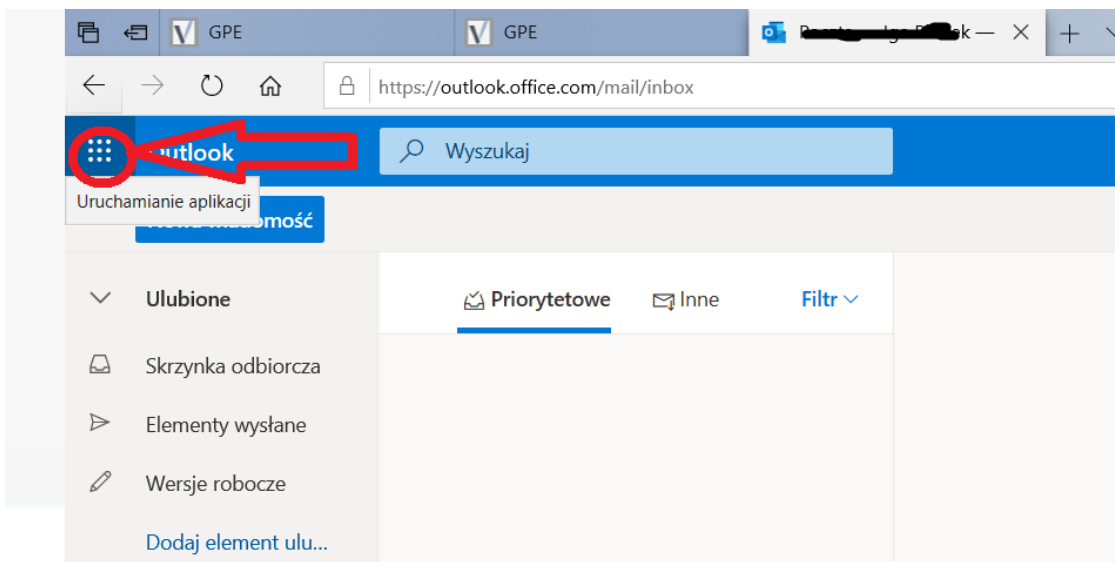 GPE
GPE
https://outlook.office.com/mail/inbox
Outlook
Wyszukaj
Uruchamianie aplikacji
Ulubione
Priorytetowe
Inne
Filtr
Skrzynka odbiorcza
Elementy wysłane
Wersje robocze
Dodaj element ulu...